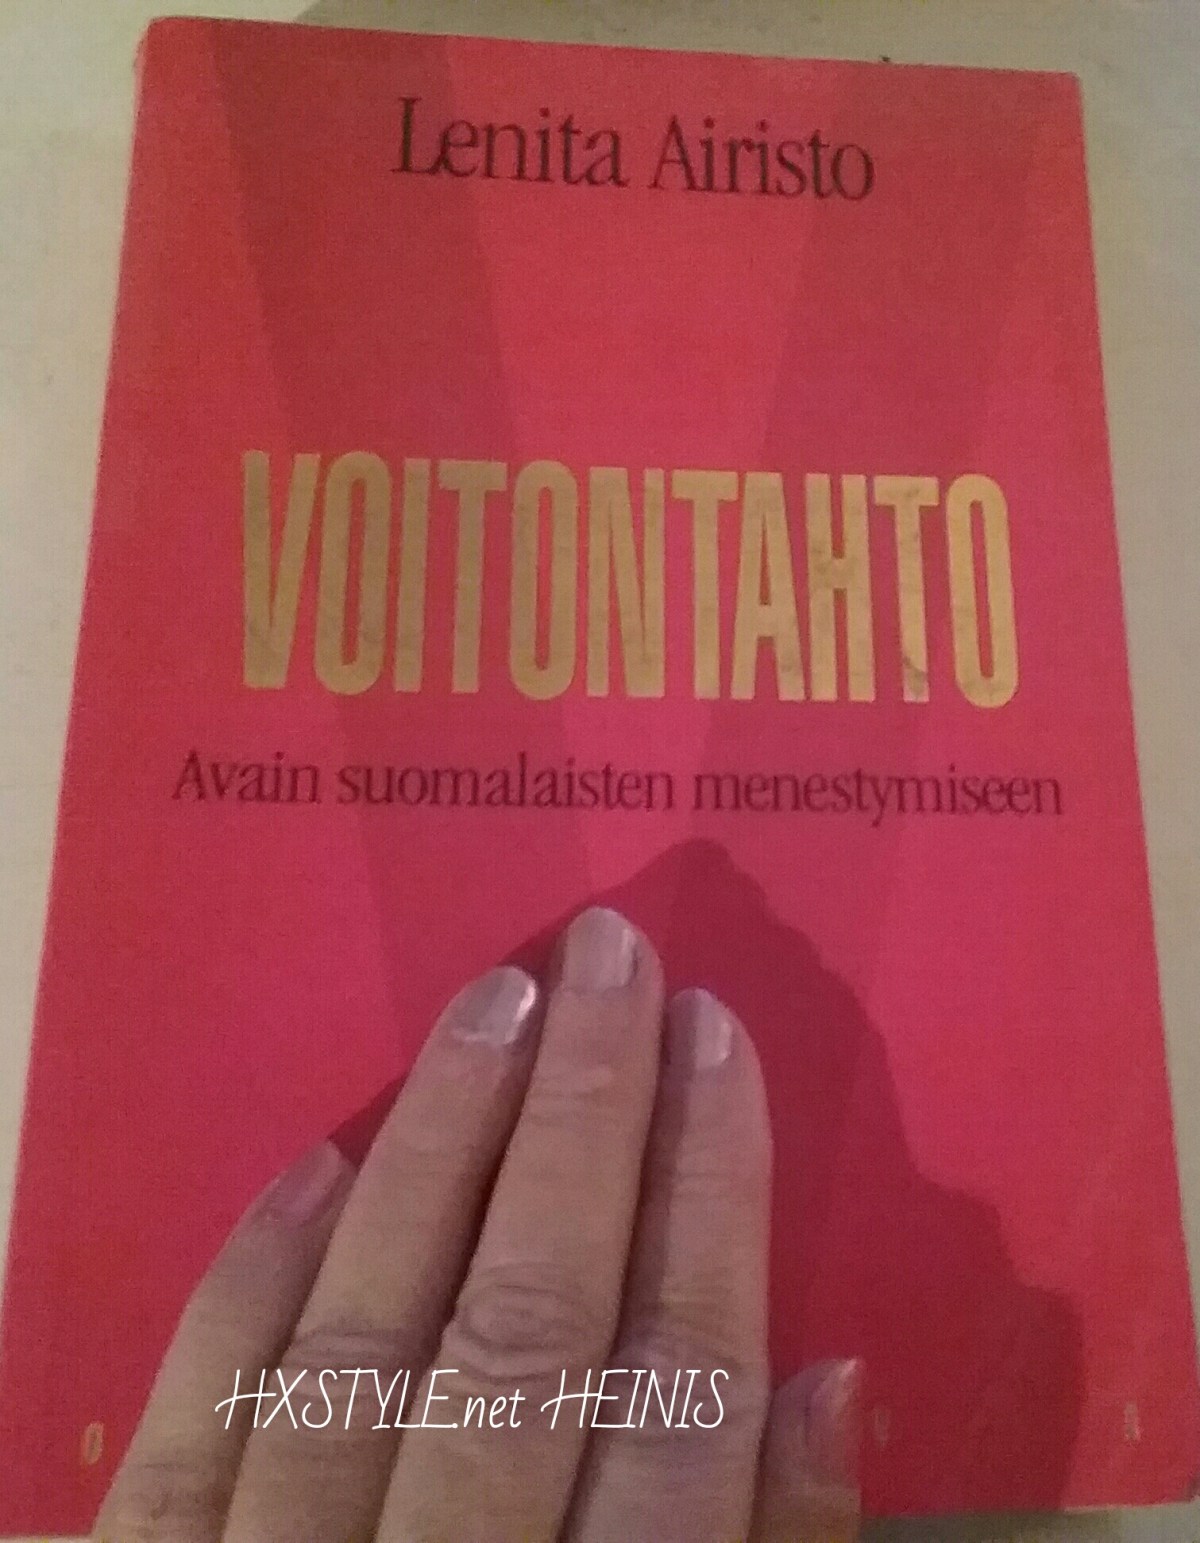 Lenita Airisto
VOITONTAHTO
Avain suomalaisten menestymiseen
HXSTYLE.net HEINIS